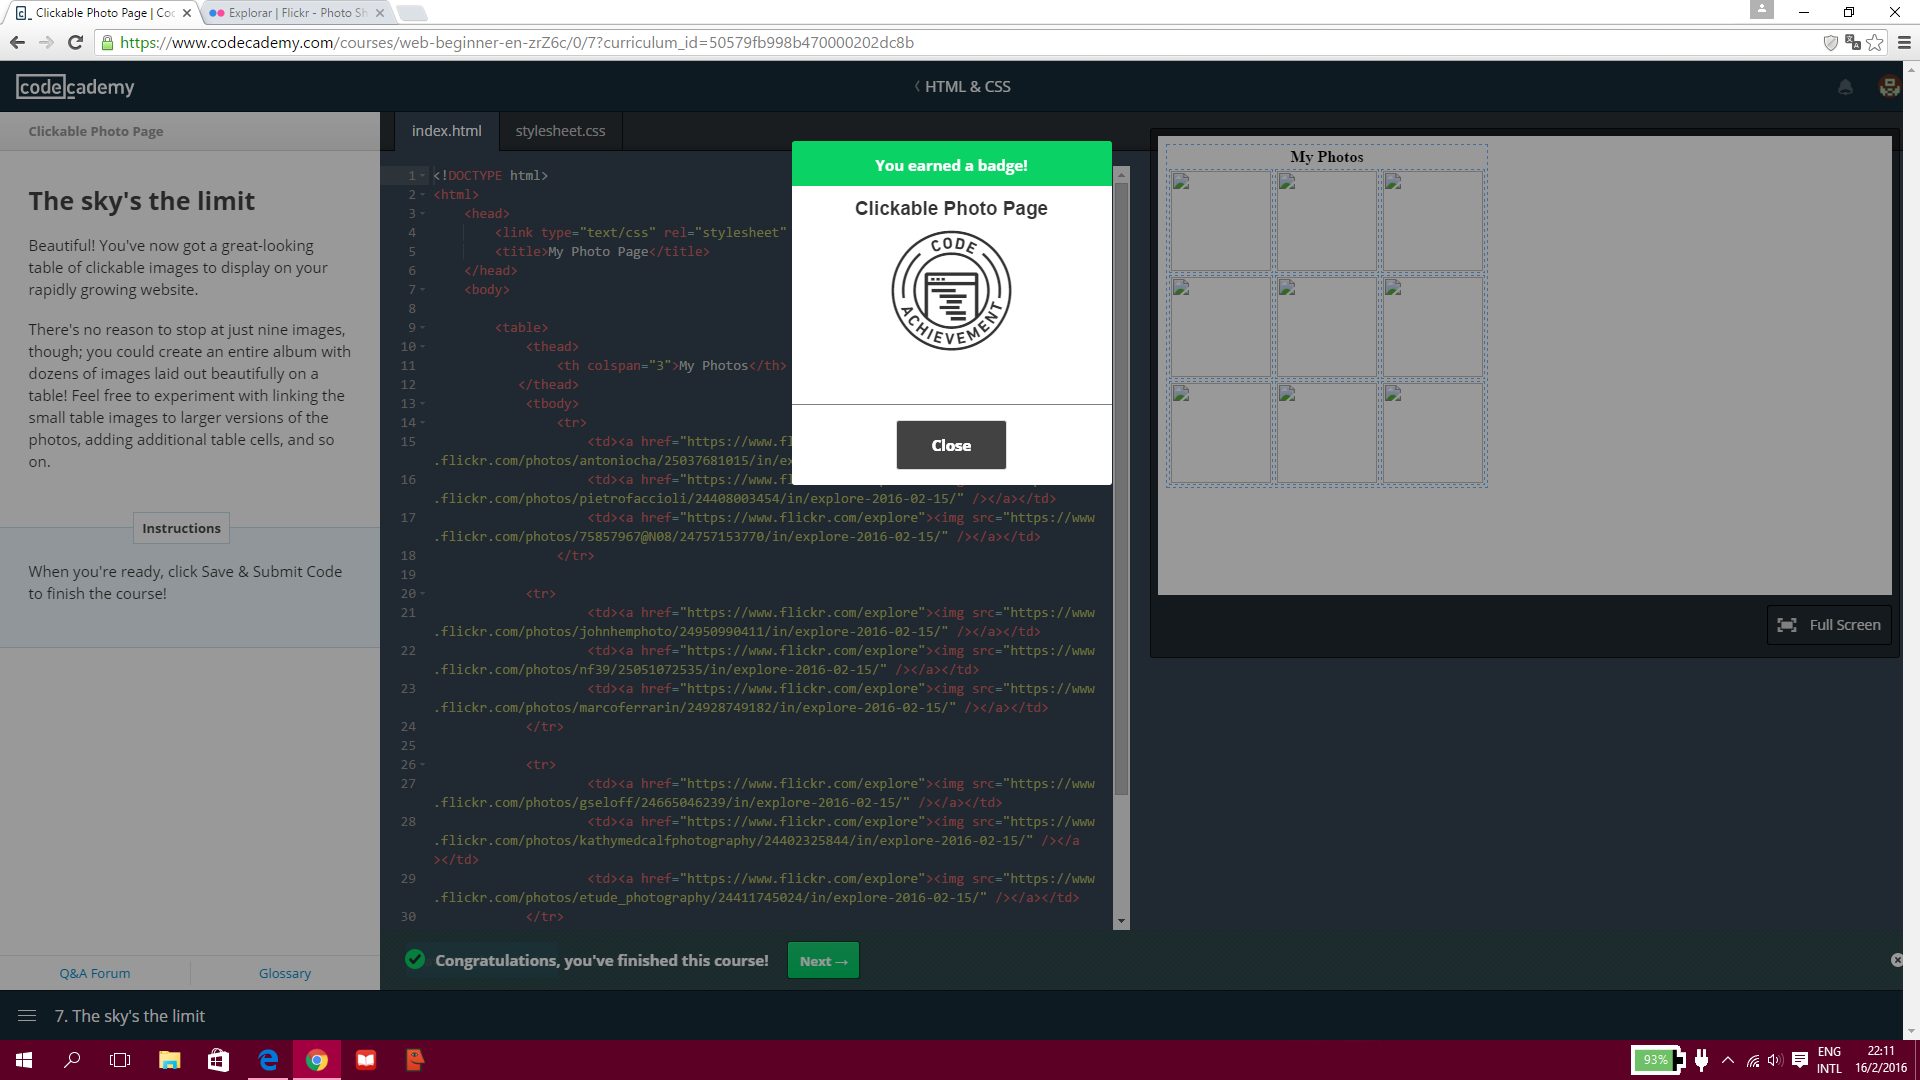 Clickable Photo Page | Coc
Explorar | Flickr - Photo Sh
https://www.codecademy.com/courses/web-beginner-en-zrZ6c/0/7?curriculum_id=50579fb998b470000202dc8b
codecademy
HTML & CSS
Clickable Photo Page
The sky's the limit
Beautiful! You've now got a great-looking
table of clickable images to display on your
rapidly growing website.
There's no reason to stop at just nine images,
though; you could create an entire album with
dozens of images laid out beautifully on a
table! Feel free to experiment with linking the
small table images to larger versions of the
photos, adding additional table cells, and so
on.
Instructions
When you're ready, click Save & Submit Code
to finish the course!
Q&A Forum
Glossary
index.html
stylesheet.css
1 <!DOCTYPE html>
2 <html>
3 <head>
4 <link type="text/css" rel="stylesheet"
5 <title>My Photo Page</title>
6 </head>
7 <body>
8
9 <table>
10 <thead>
11 <th colspan="3">My Photos</th>
12 </thead>
13 <tbody>
14 <tr>
15 <td><a href="https://www.fl
.flickr.com/photos/antoniocha/25037681015/in/ex
16 <td><a href="https://www.fl
.flickr.com/photos/pietrofaccioli/24408003454/in/explore-2016-02-15/" /></a></td>
17 <td><a href="https://www.flickr.com/explore"><img src="https://www
.flickr.com/photos/75857967@N08/24757153770/in/explore-2016-02-15/" /></a></td>
18 </tr>
19
20 <tr>
21 <td><a href="https://www.flickr.com/explore"><img src="https://www
.flickr.com/photos/johnhemphoto/24950990411/in/explore-2016-02-15/" /></a></td>
22 <td><a href="https://www.flickr.com/explore"><img src="https://www
.flickr.com/photos/nf39/25051072535/in/explore-2016-02-15/" /></a></td>
23 <td><a href="https://www.flickr.com/explore"><img src="https://www
.flickr.com/photos/marcoferrarin/24928749182/in/explore-2016-02-15/" /></a></td>
24 </tr>
25
26 <tr>
27 <td><a href="https://www.flickr.com/explore"><img src="https://www
.flickr.com/photos/gseloff/24665046239/in/explore-2016-02-15/" /></a></td>
28 <td><a href="https://www.flickr.com/explore"><img src="https://www
.flickr.com/photos/kathymedcalfphotography/24402325844/in/explore-2016-02-15/" /></a
></td>
29 <td><a href="https://www.flickr.com/explore"><img src="https://www
.flickr.com/photos/etude_photography/24411745024/in/explore-2016-02-15/" /></a></td>
30 </tr>
You earned a badge!
Clickable Photo Page
CODE
ACHIEVEMENT
Close
My Photos
Full Screen
Congratulations, you've finished this course!
Next →
7. The sky's the limit
93%
ENG
INTL
22:11
16/2/2016